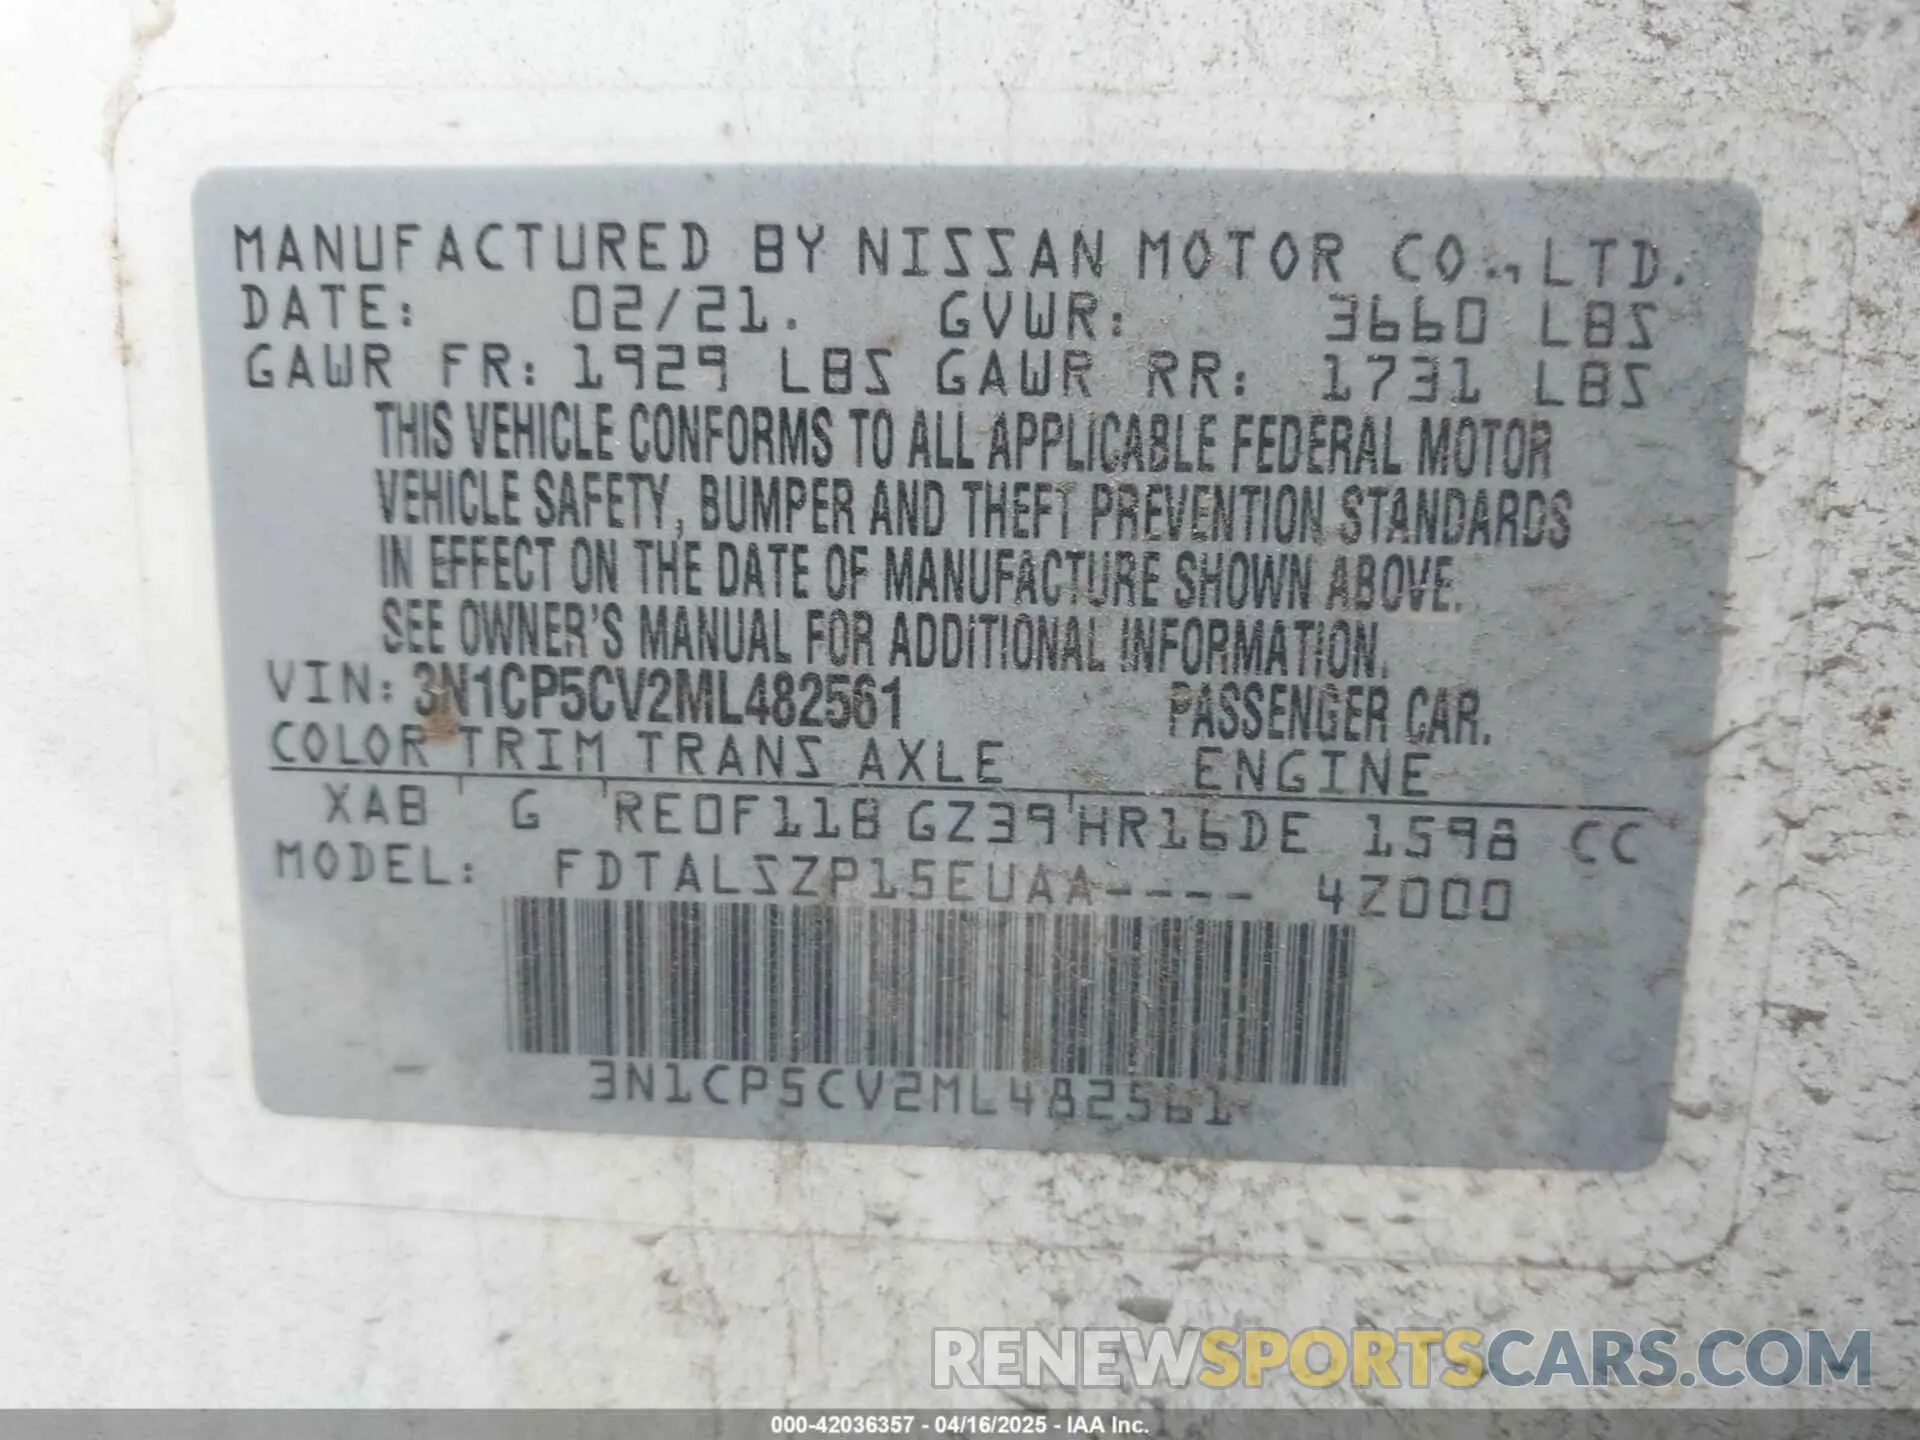 MANUFACTURED BY NISSAN MOTOR CO., LTD.
DATE: 02/21. GVWR: 3660 LBS
GAWR FR: 1929 LBS GAWR RR: 1731 LBS
THIS VEHICLE CONFORMS TO ALL APPLICABLE FEDERAL MOTOR
VEHICLE SAFETY, BUMPER AND THEFT PREVENTION STANDARDS
IN EFFECT ON THE DATE OF MANUFACTURE SHOWN ABOVE.
SEE OWNER'S MANUAL FOR ADDITIONAL INFORMATION.
VIN: 3N1CP5CV2ML482561 PASSENGER CAR.
COLOR TRIM TRANS AXLE ENGINE
XAB G RE0F11B GZ39 HR16DE 1598 CC
MODEL: FDTALSZP15EUAA---- 4Z000
3N1CP5CV2ML482561
RENEWSPORTSCARS.COM
000-42036357 - 04/16/2025 - IAA Inc.